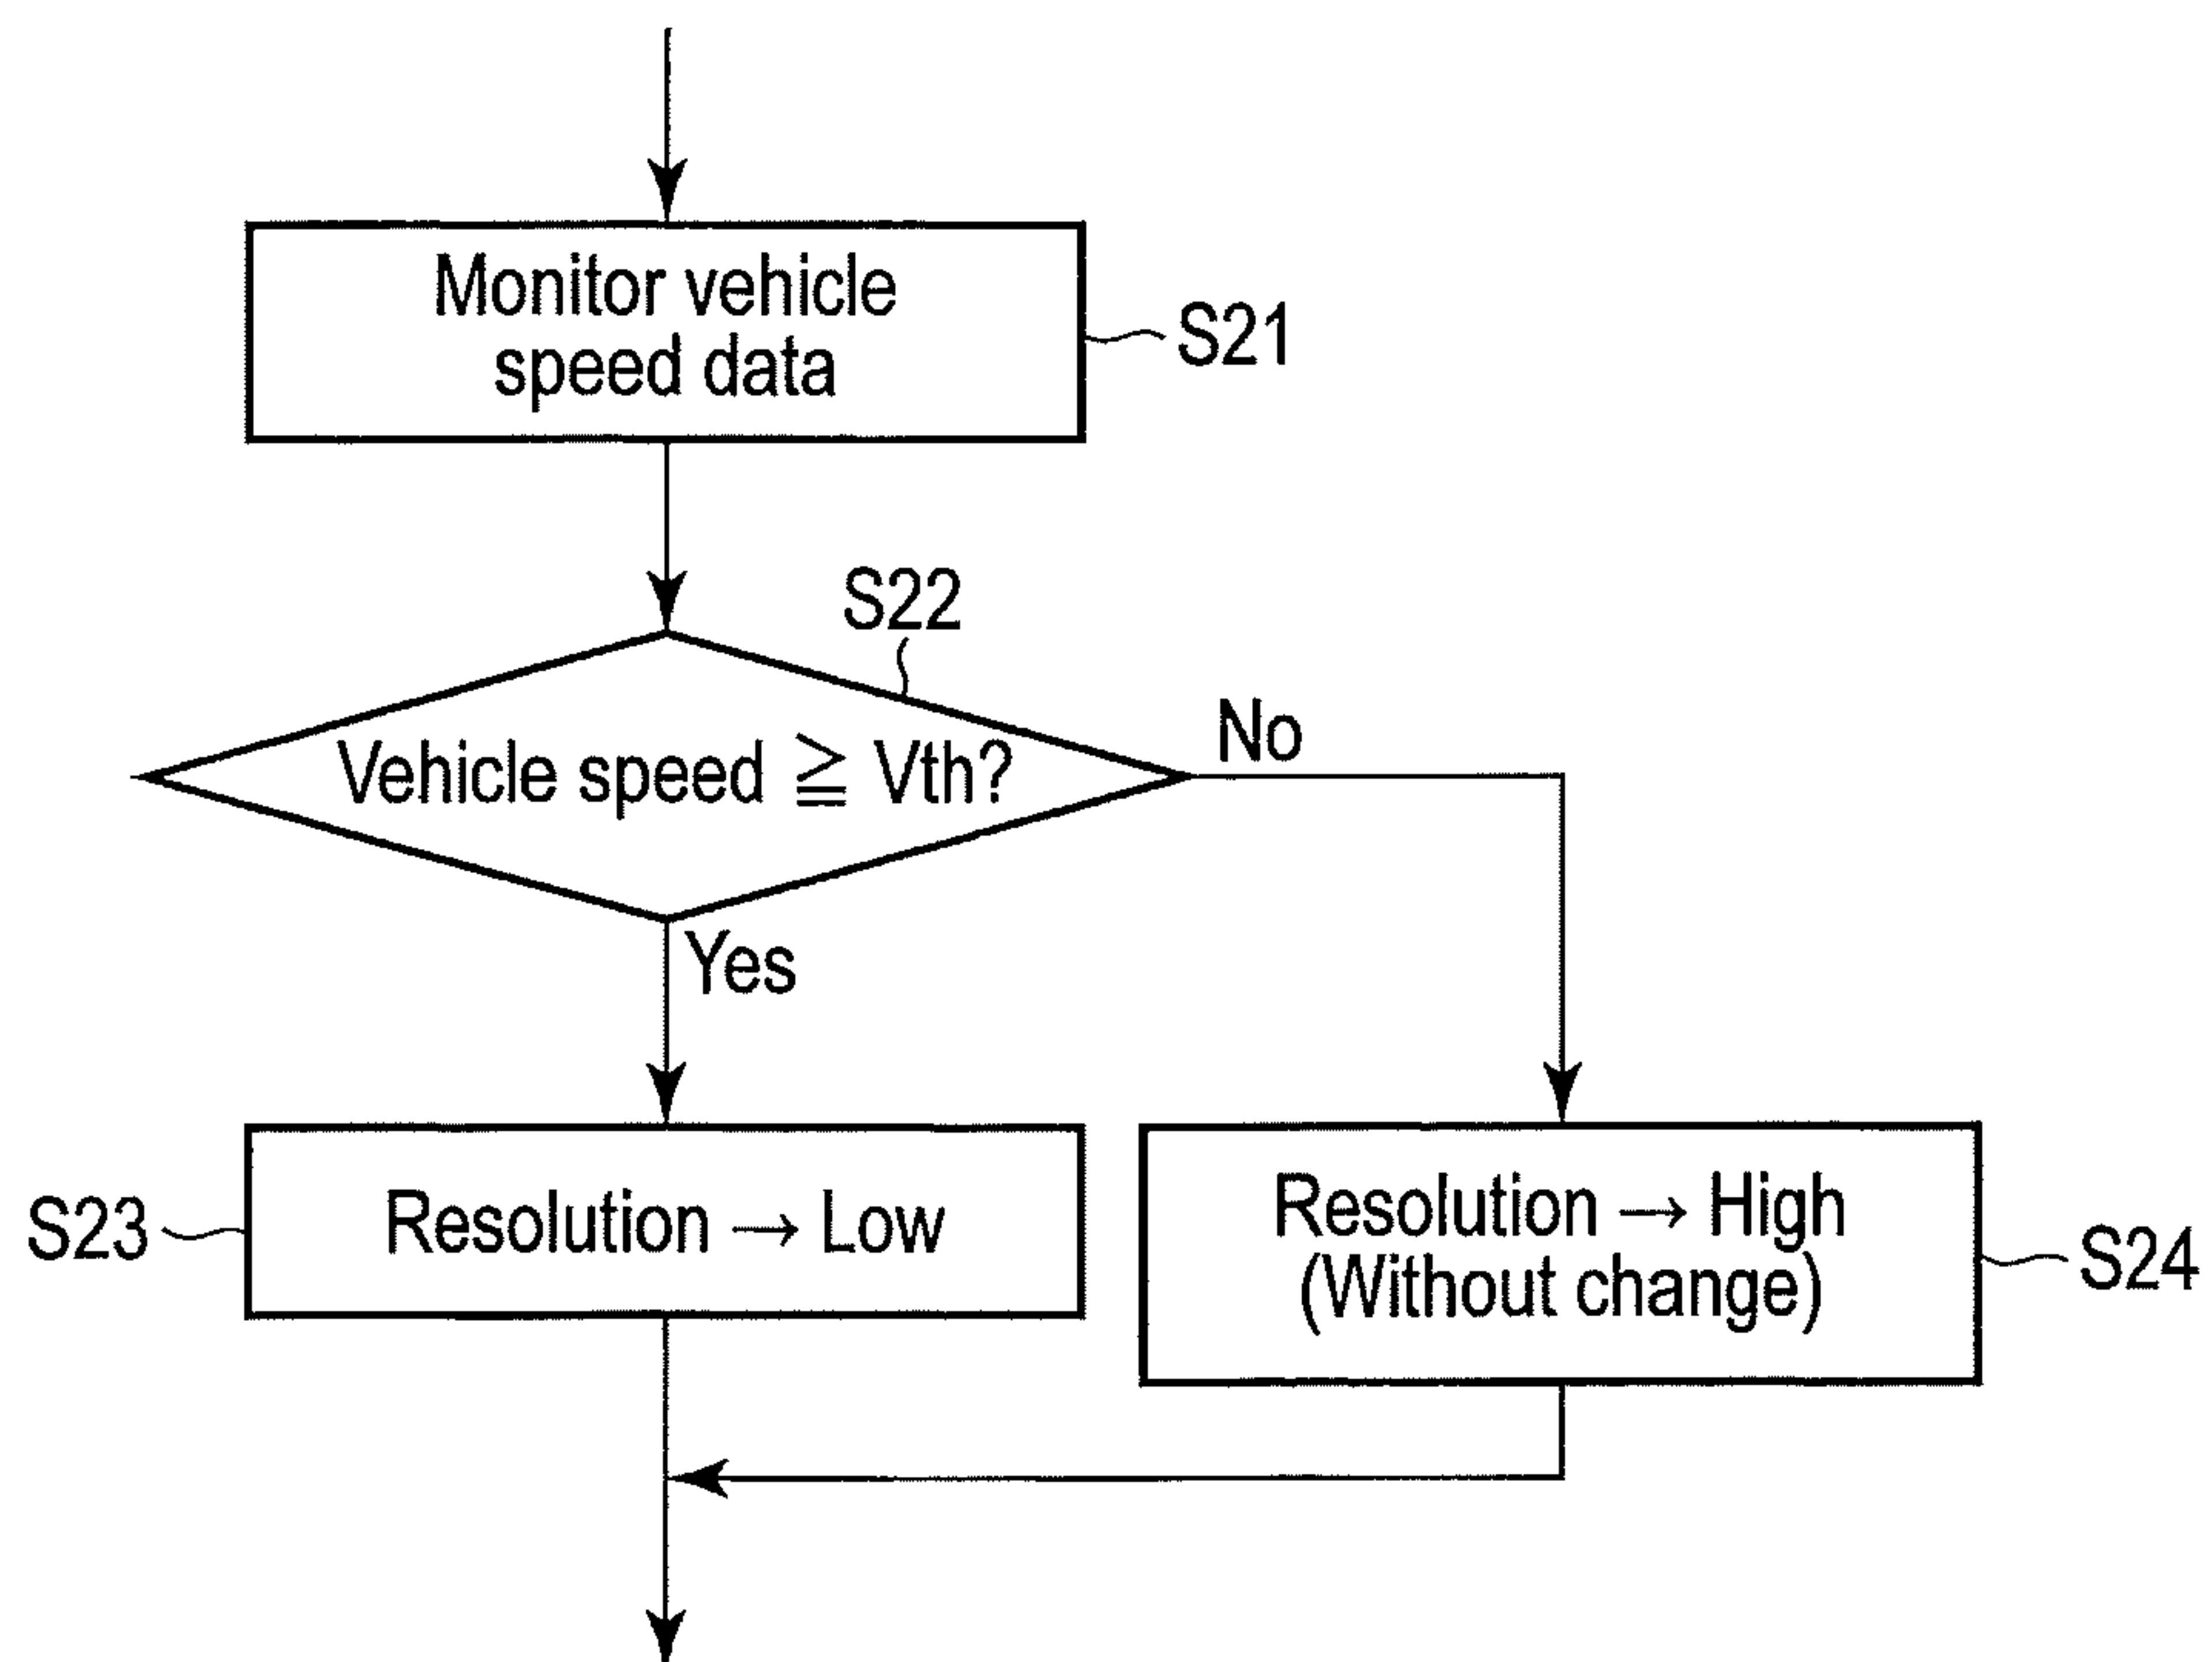 Monitor vehicle
speed data
S21
S22
Vehicle speed ≧ Vth?
No
Yes
S23
Resolution → Low
Resolution → High
(Without change)
S24